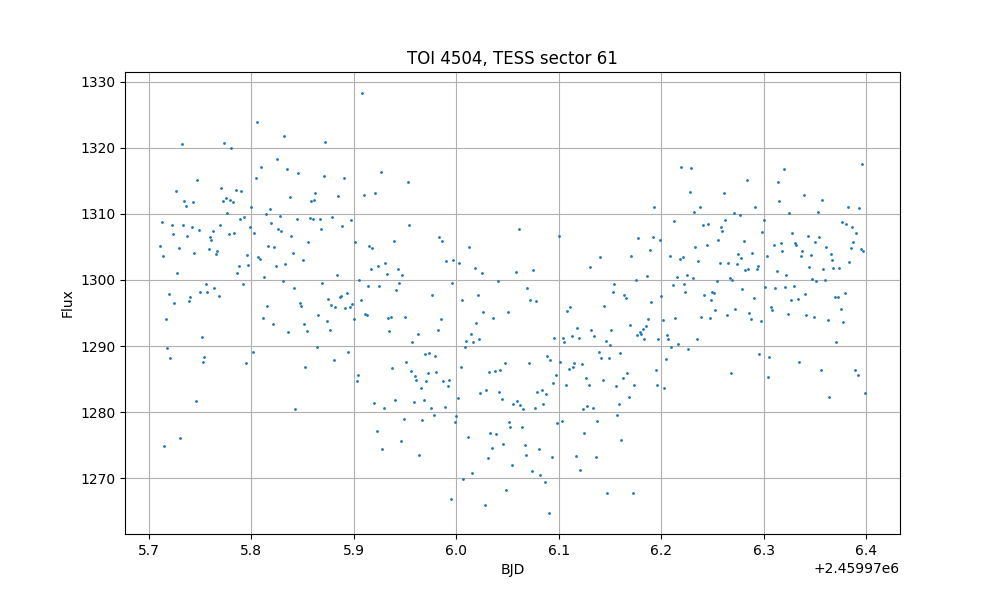 TOI 4504, TESS sector 61
1330
1320
1310
1300
1290
1280
1270
Flux
5.7 5.8 5.9 6.0 6.1 6.2 6.3 6.4
BJD
+2.45997e6